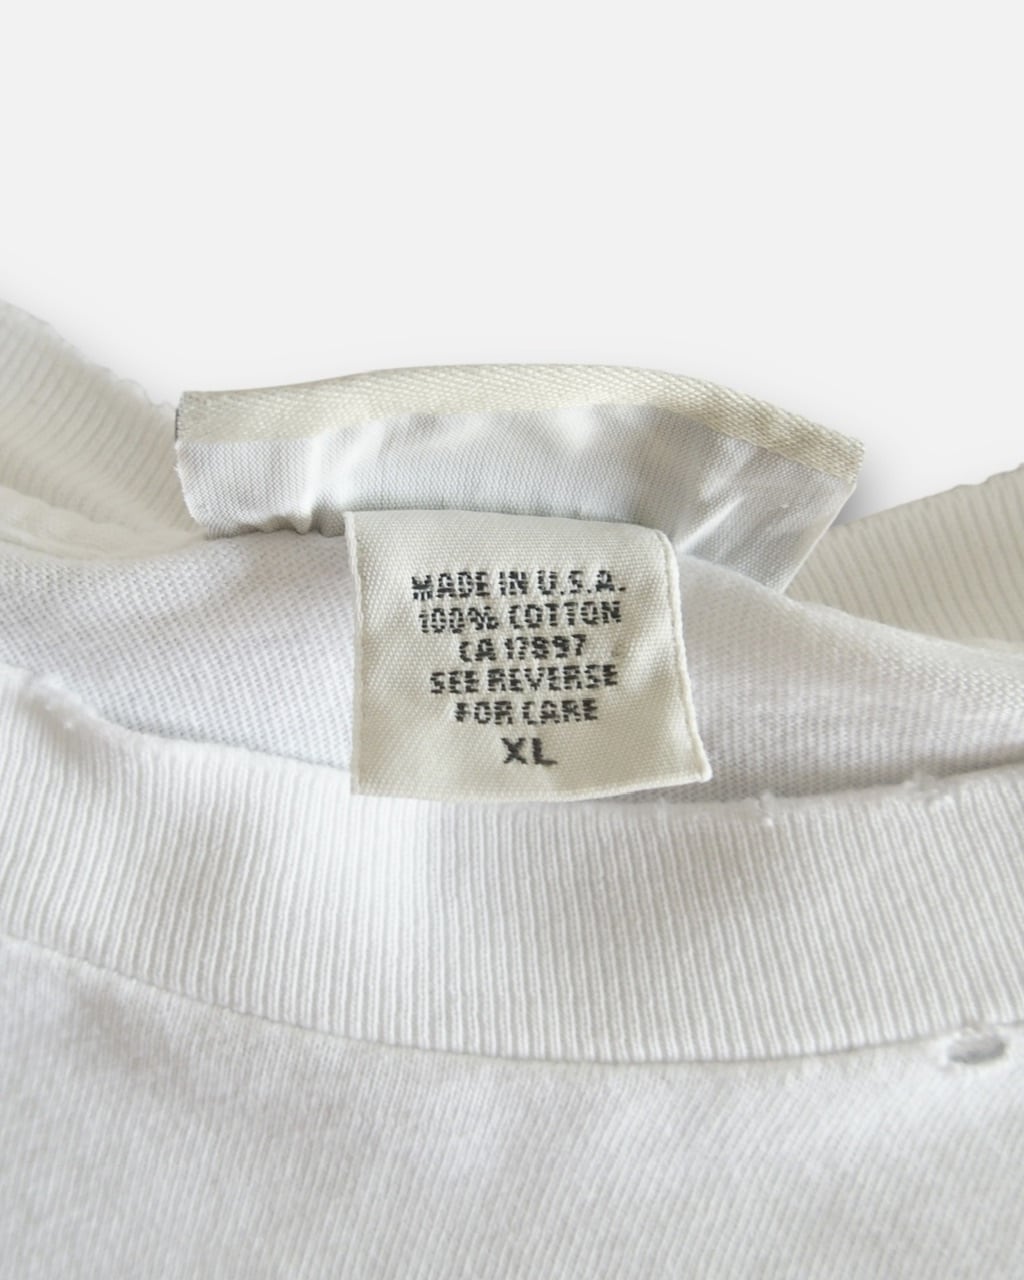 MADE IN U.S.A.
100% COTTON
CA 17897
SEE REVERSE
FOR CARE
XL